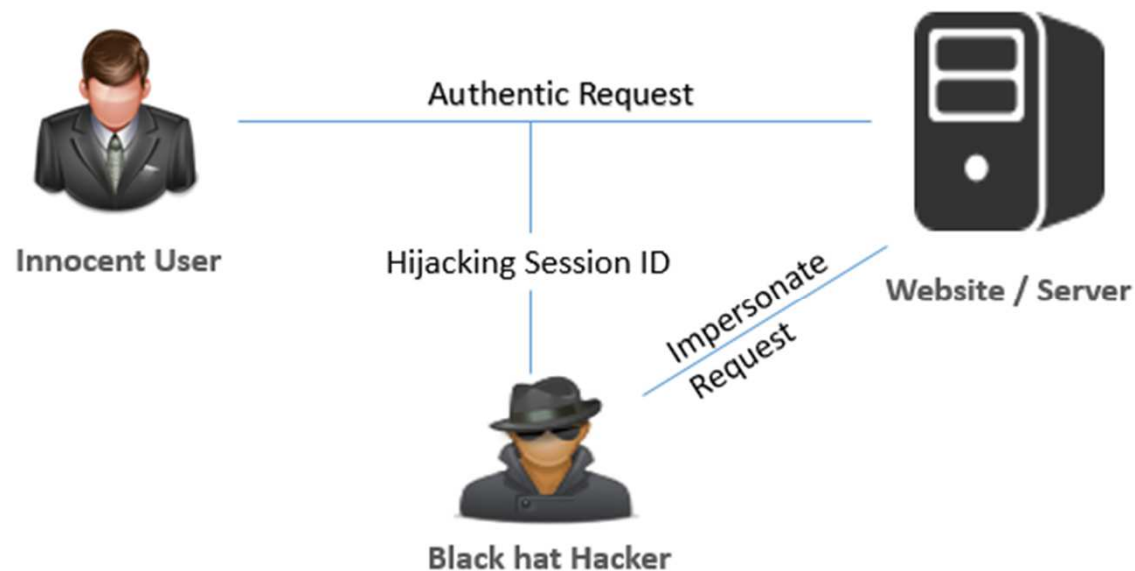 Authentic Request
Innocent User
Hijacking Session ID
Website / Server
Impersonate
Request
Black hat Hacker